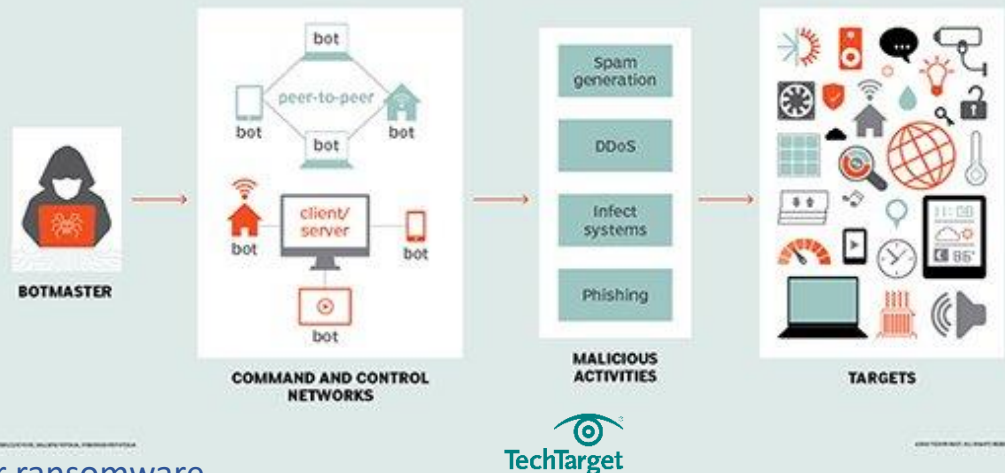 bot
peer-to-peer
bot
bot
bot
client/
server
bot
bot
bot
BOTMASTER
COMMAND AND CONTROL
NETWORKS
Spam
generation
DDoS
Infect
systems
Phishing
MALICIOUS
ACTIVITIES
11:08
86°
TARGETS
TechTarget
r ransomware